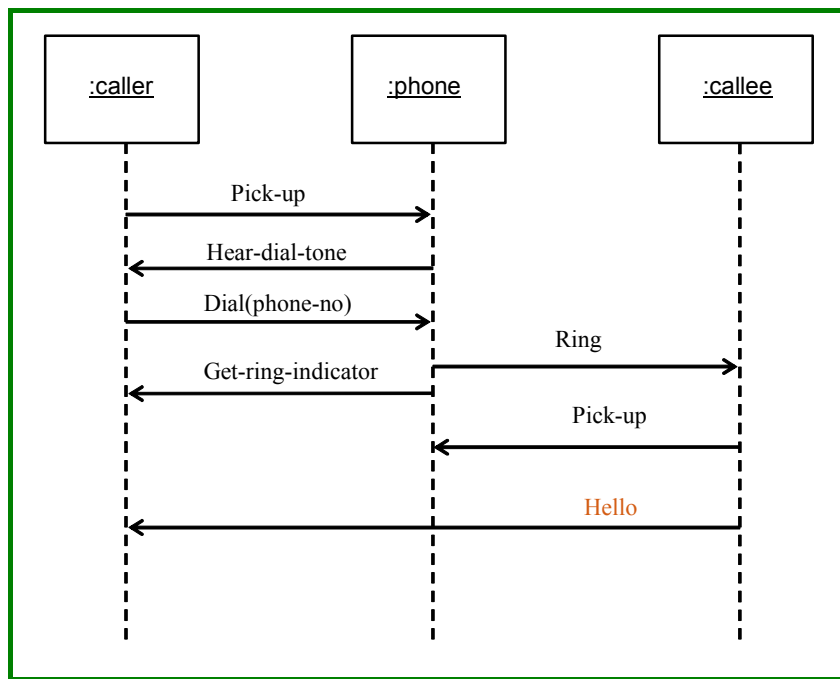 :caller
:phone
:callee
Pick-up
Hear-dial-tone
Dial(phone-no)
Ring
Get-ring-indicator
Pick-up
Hello